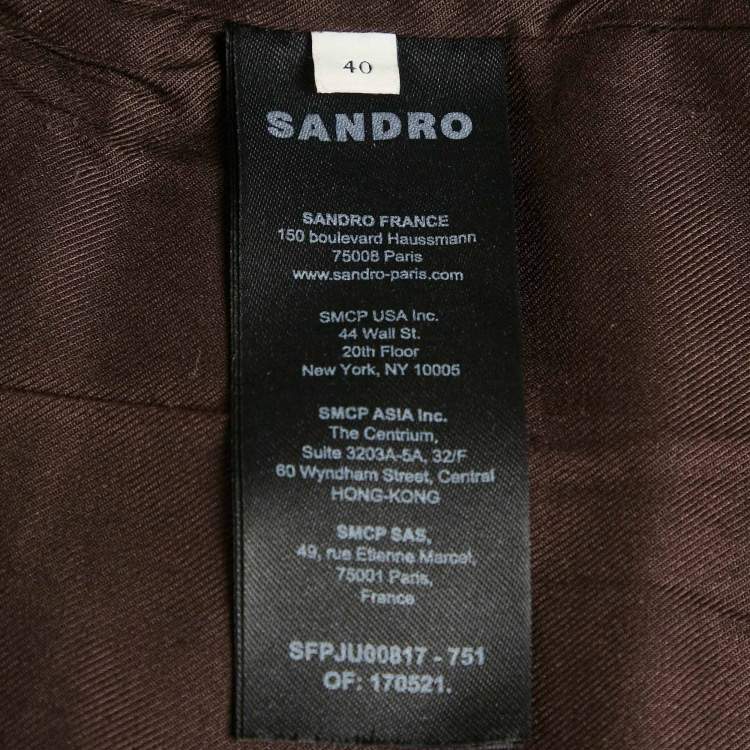 40
SANDRO
SANDRO FRANCE
150 boulevard Haussmann
75008 Paris
www.sandro-paris.com
SMCP USA Inc.
44 Wall St.
20th Floor
New York, NY 10005
SMCP ASIA Inc.
The Centrium,
Suite 3203A-5A, 32/F
60 Wyndham Street, Central
HONG-KONG
SMCP SAS,
49, rue Etienne Marcel,
75001 Paris,
France
SFPJU00817 - 751
OF: 170521.